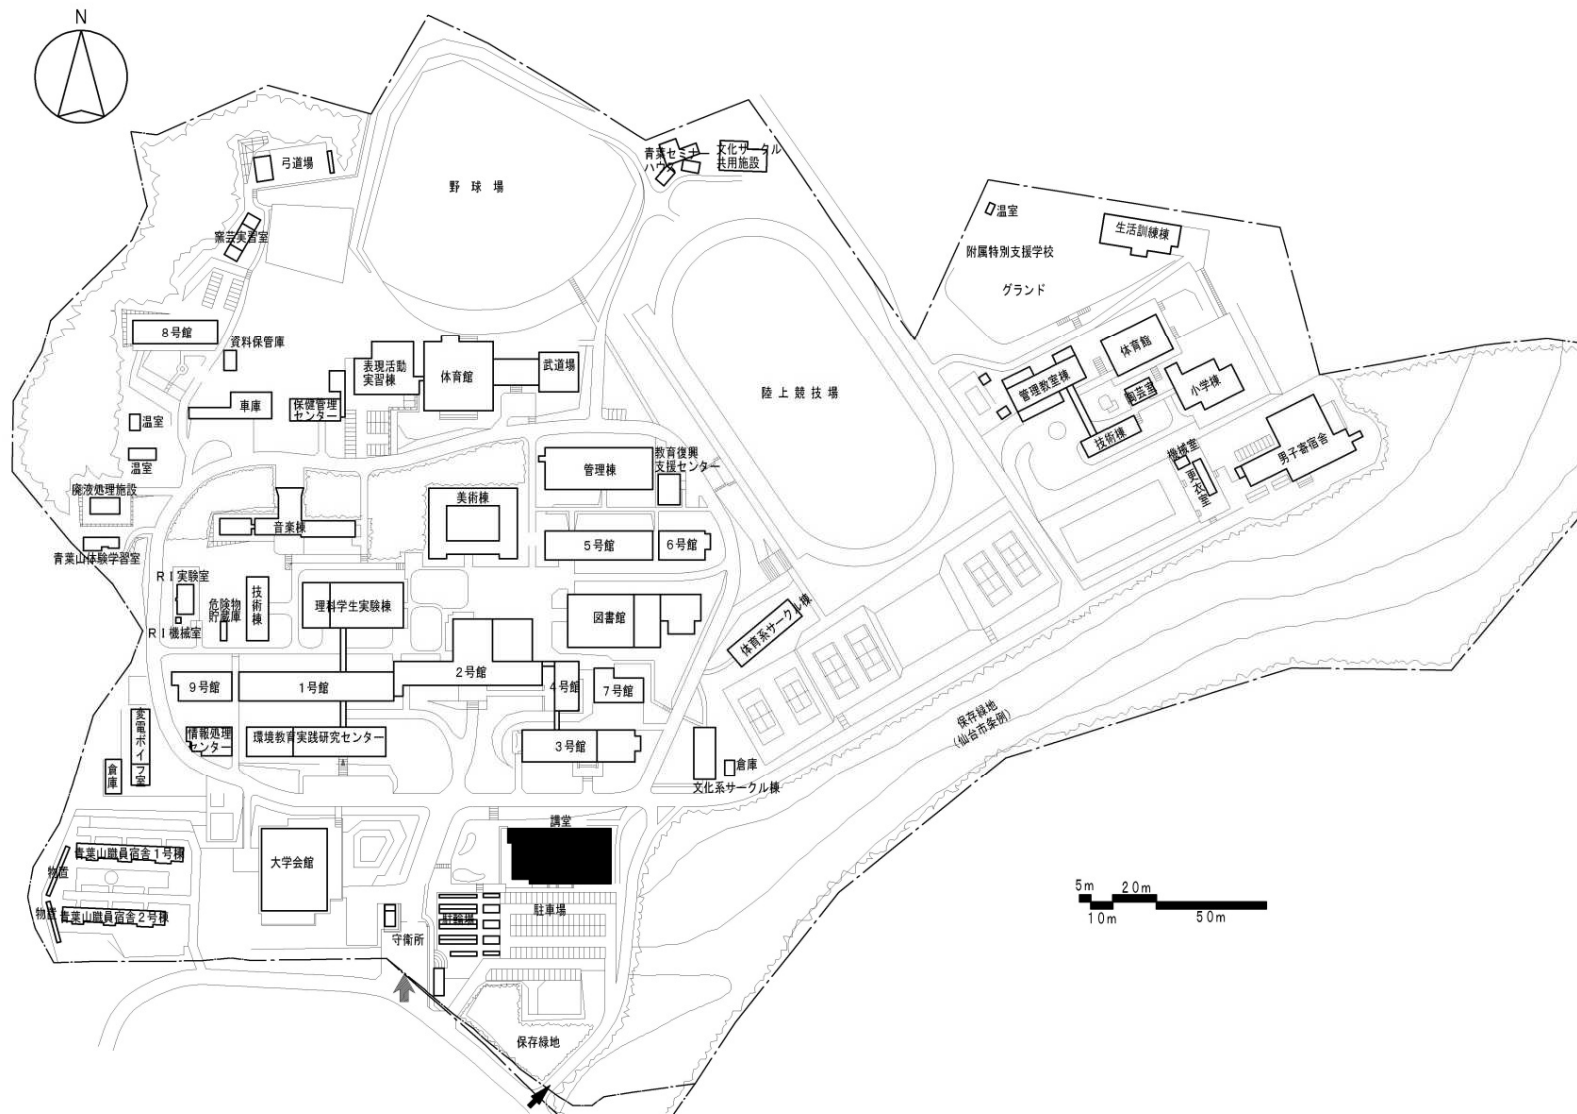 N
弓道場
窯芸実習室
野球場
青葉セミナー
ハウス
文化サークル
共用施設
温室
生活訓練棟
附属特別支援学校
グランド
8号館
資料保管庫
車庫
保健管理
センター
表現活動
実習棟
体育館
武道場
陸上競技場
管理教室棟
体育館
陶芸室
小学棟
技術棟
機械室
更衣室
男子寄宿舎
温室
温室
廃液処理施設
青葉山体験学習室
音楽棟
美術棟
管理棟
教育復興
支援センター
5号館
6号館
RI実験室
RI機械室
危険物
貯蔵庫
技術棟
理科学生実験棟
図書館
体育系サークル棟
9号館
1号館
2号館
4号館
7号館
変電ボイラ室
倉庫
情報処理
センター
環境教育実践研究センター
3号館
文化系サークル棟
倉庫
保存緑地
(仙台市条例)
講堂
大学会館
青葉山職員宿舎1号棟
物置
物置
青葉山職員宿舎2号棟
守衛所
駐輪場
駐車場
保存緑地
5m
20m
10m
50m